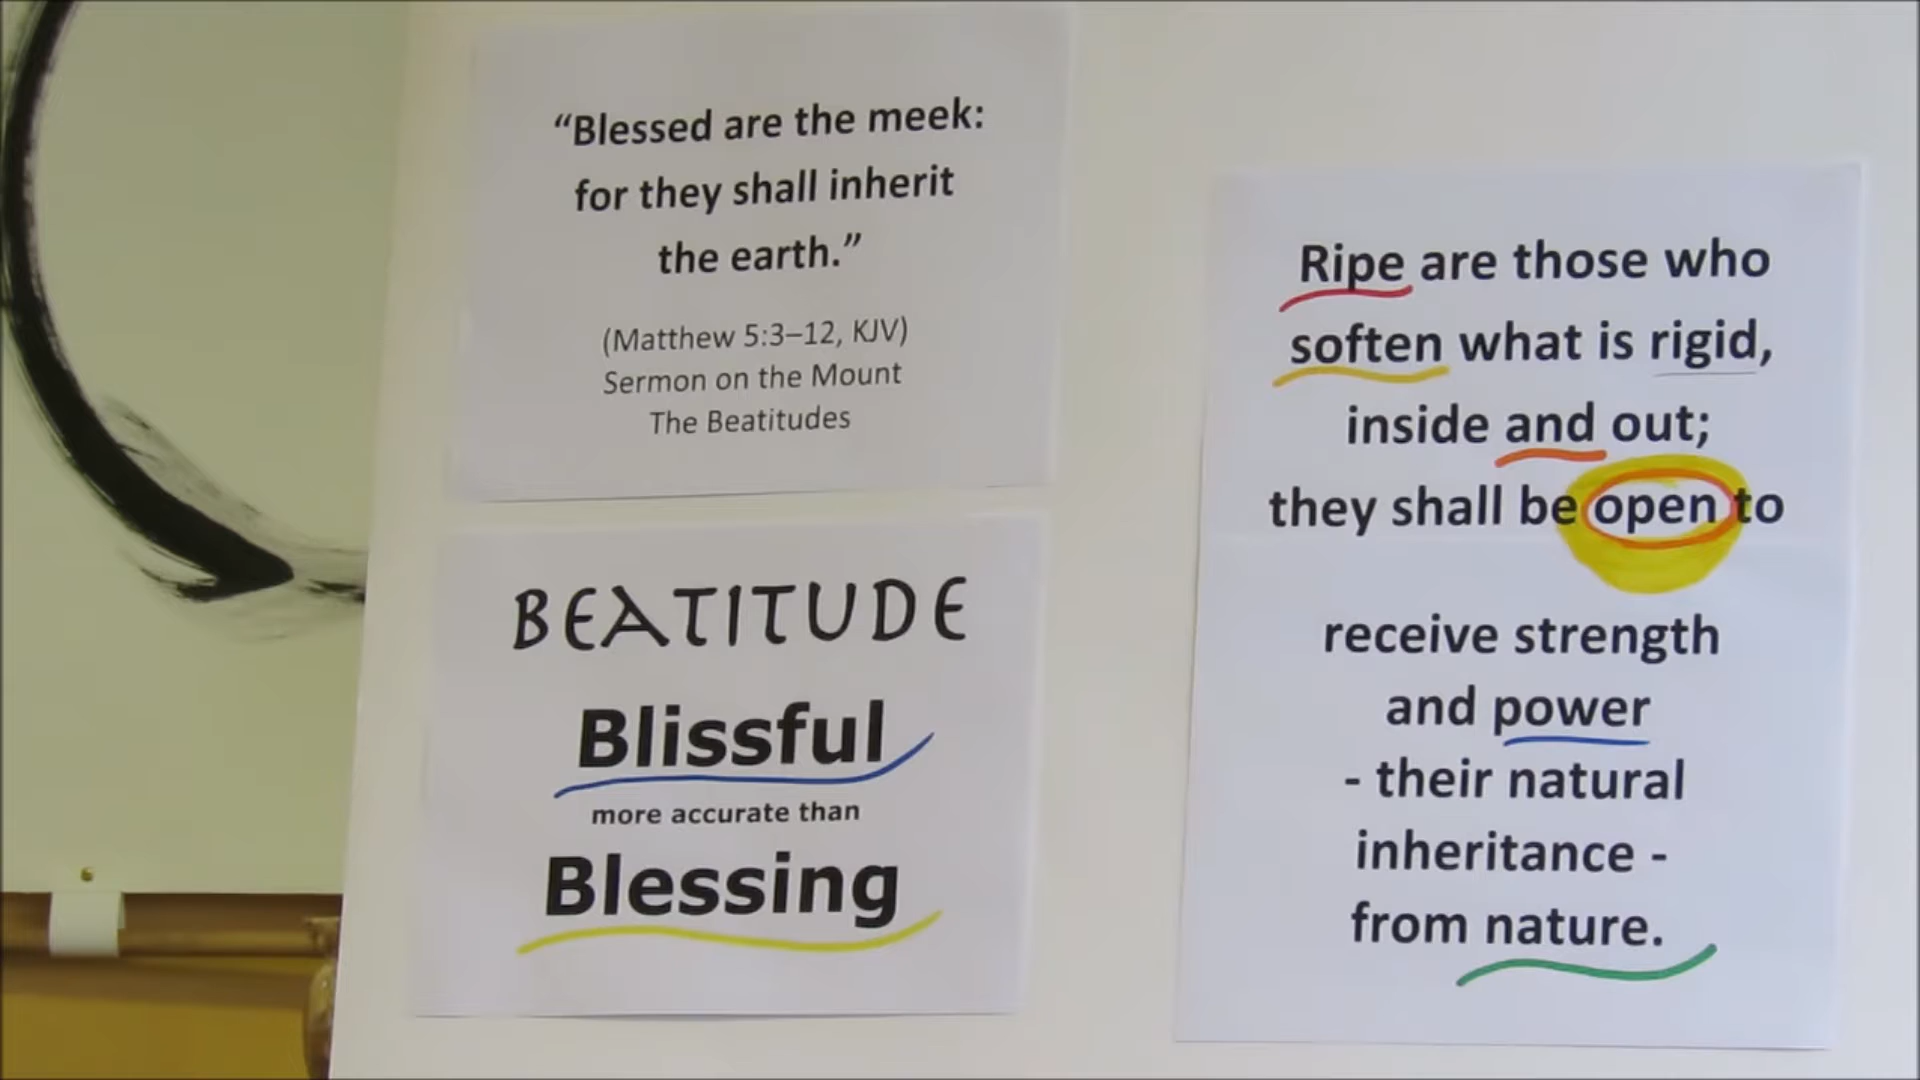 “Blessed are the meek:
for they shall inherit
the earth.”
(Matthew 5:3–12, KJV)
Sermon on the Mount
The Beatitudes
BEATITUDE
Blissful
more accurate than
Blessing
Ripe are those who
soften what is rigid,
inside and out;
they shall be open to
receive strength
and power
- their natural
inheritance -
from nature.